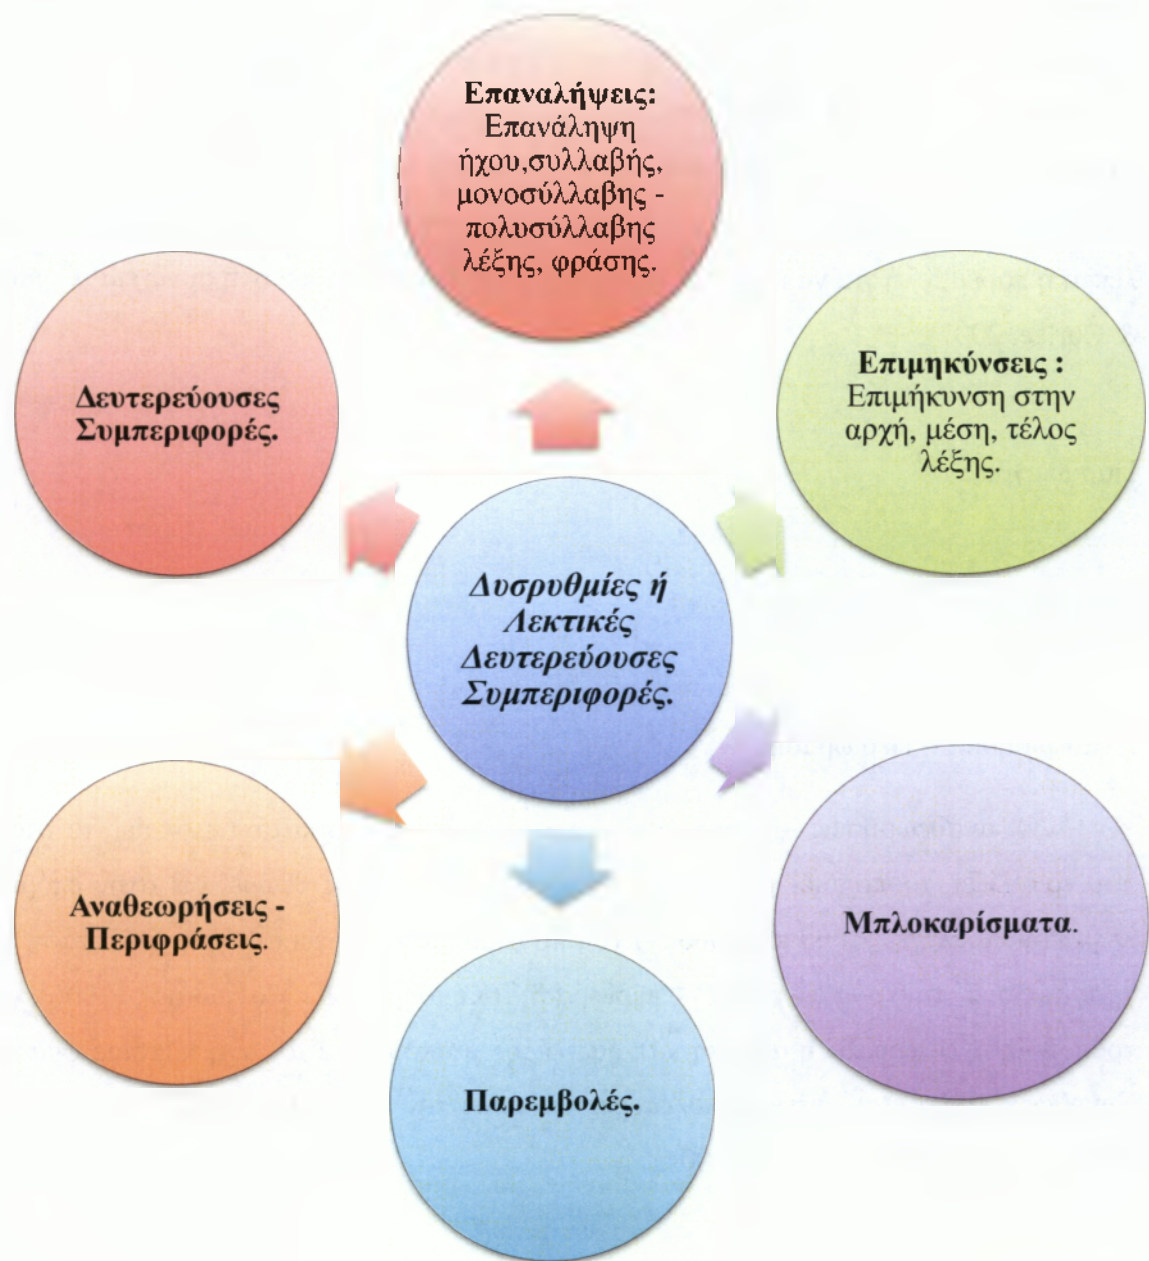 Επαναλήψεις:
Επανάληψη
ήχου,συλλαβής,
μονοσύλλαβης -
πολυσύλλαβης
λέξης, φράσης.
Επιμηκύνσεις :
Επιμήκυνση στην
αρχή, μέση, τέλος
λέξης.
Μπλοκαρίσματα.
Παρεμβολές.
Αναθεωρήσεις -
Περιφράσεις.
Δευτερεύουσες
Συμπεριφορές.
Δυσρυθμίες ή
Λεκτικές
Δευτερεύουσες
Συμπεριφορές.